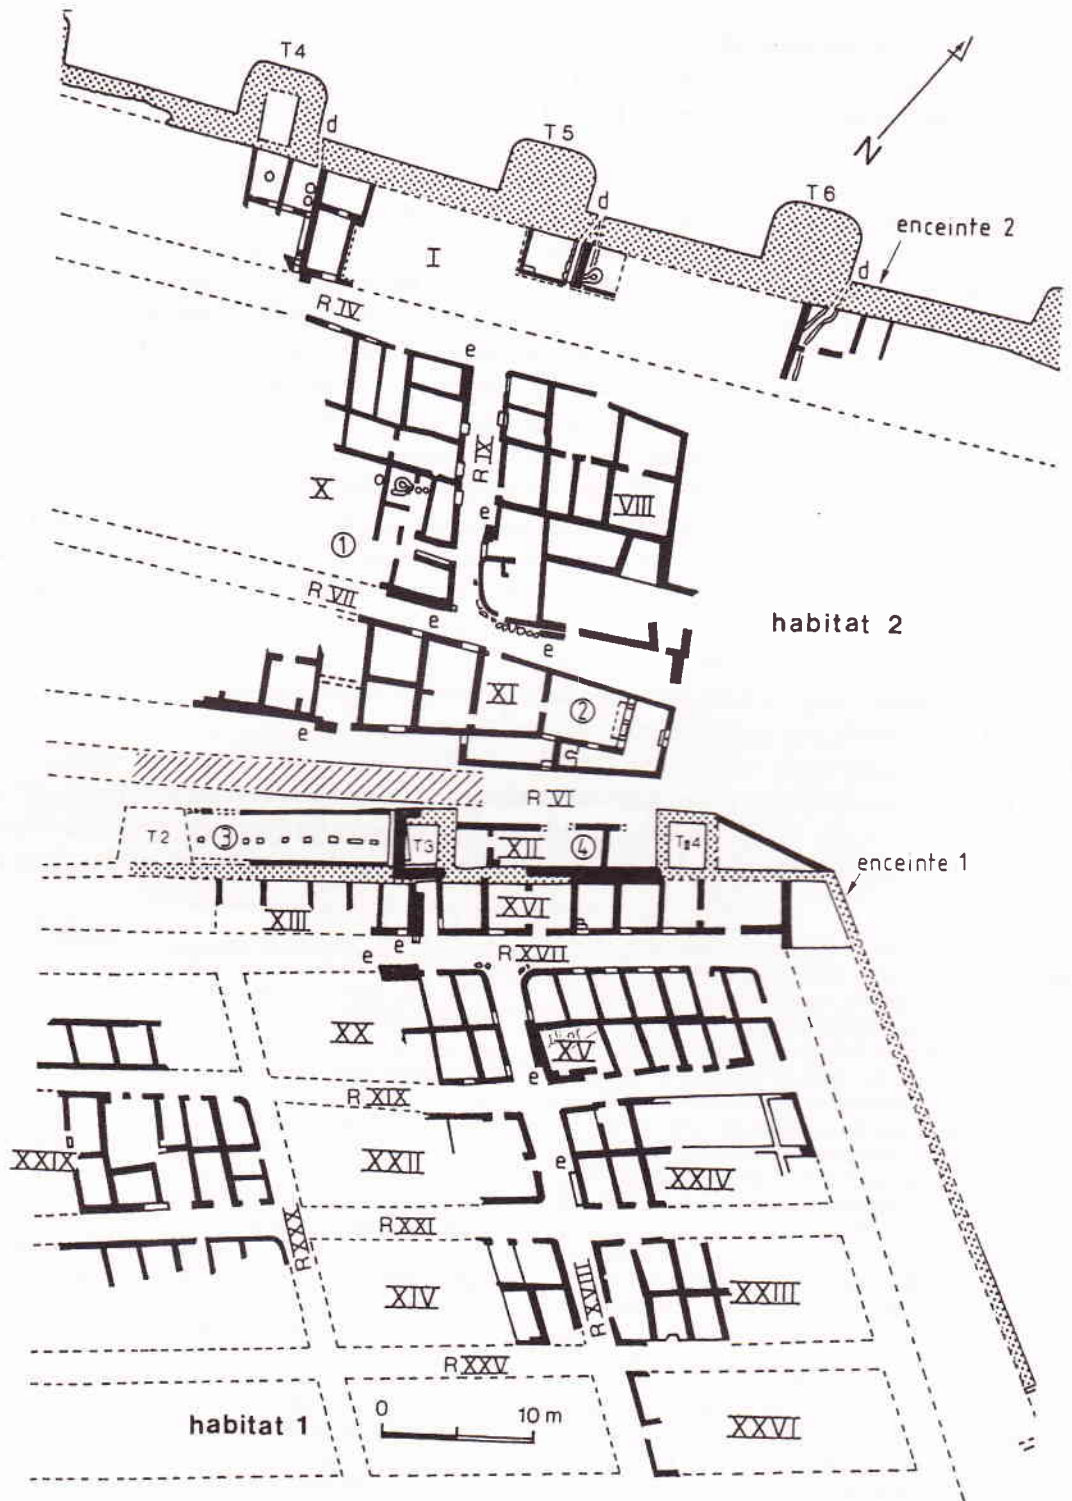 T4
d
T5
N
d
T6
enceinte 2
d
I
R IV
e
R IX
X
VIII
e
1
R VII
e
e
habitat 2
XI
2
e
R VI
T2
3
T3
XII
4
enceinte 1
XIII
XVI
e
e
R XVII
XX
XV
e
R XIX
XXIX
XXII
e
XXIV
R XXI
R XXX
XIV
R XVIII
XXIII
R XXV
0
10 m
habitat 1
XXVI